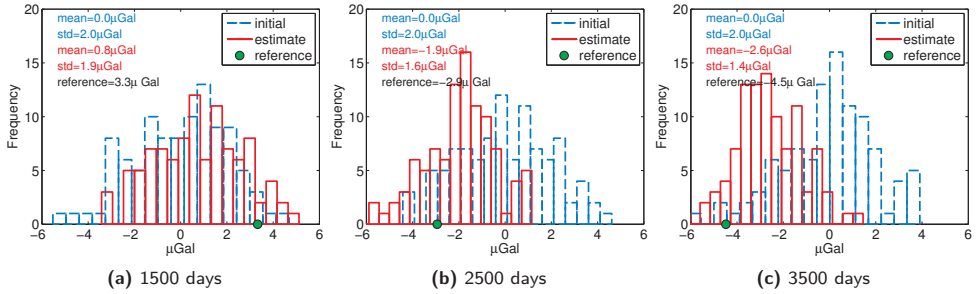 mean=0.0μGal
std=2.0μGal
mean=0.8μGal
std=1.9μGal
reference=3.3μ Gal
initial
estimate
reference
Frequency
20
15
10
5
0
−6 −4 −2 0 2 4 6
μGal
(a) 1500 days
mean=0.0μGal
std=2.0μGal
mean=−1.9μGal
std=1.6μGal
reference=−2.9μ Gal
initial
estimate
reference
Frequency
20
15
10
5
0
−6 −4 −2 0 2 4 6
μGal
(b) 2500 days
mean=0.0μGal
std=2.0μGal
mean=−2.6μGal
std=1.4μGal
reference=−4.5μ Gal
initial
estimate
reference
Frequency
20
15
10
5
0
−6 −4 −2 0 2 4 6
μGal
(c) 3500 days